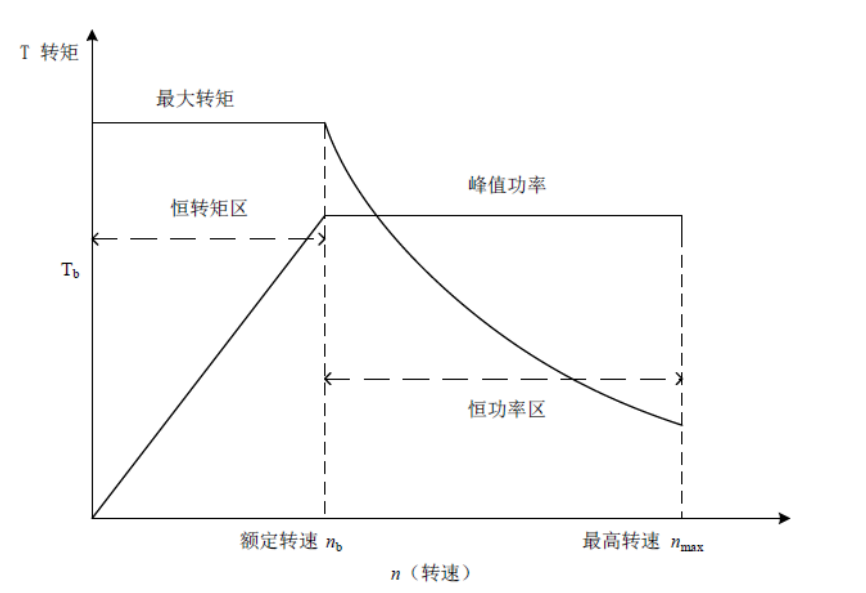 T 转矩
最大转矩
峰值功率
恒转矩区
Tb
恒功率区
额定转速 nb
最高转速 nmax
n（转速）